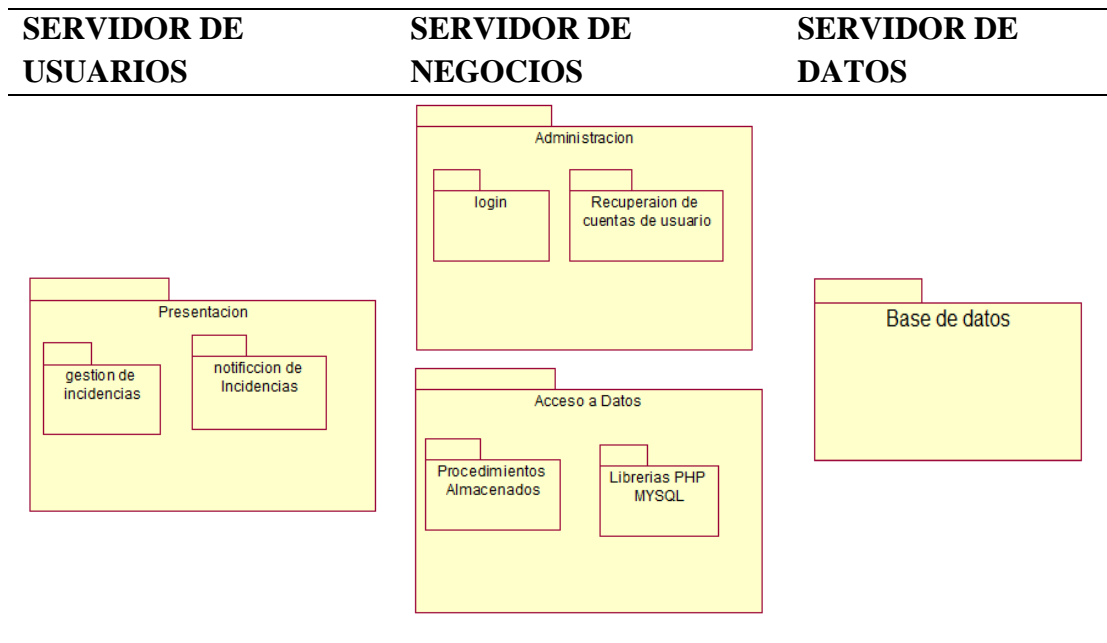 SERVIDOR DE
USUARIOS
SERVIDOR DE
NEGOCIOS
SERVIDOR DE
DATOS
Presentacion
gestion de
incidencias
notificcion de
Incidencias
Administracion
login
Recuperaion de
cuentas de usuario
Acceso a Datos
Procedimientos
Almacenados
Librerias PHP
MYSQL
Base de datos